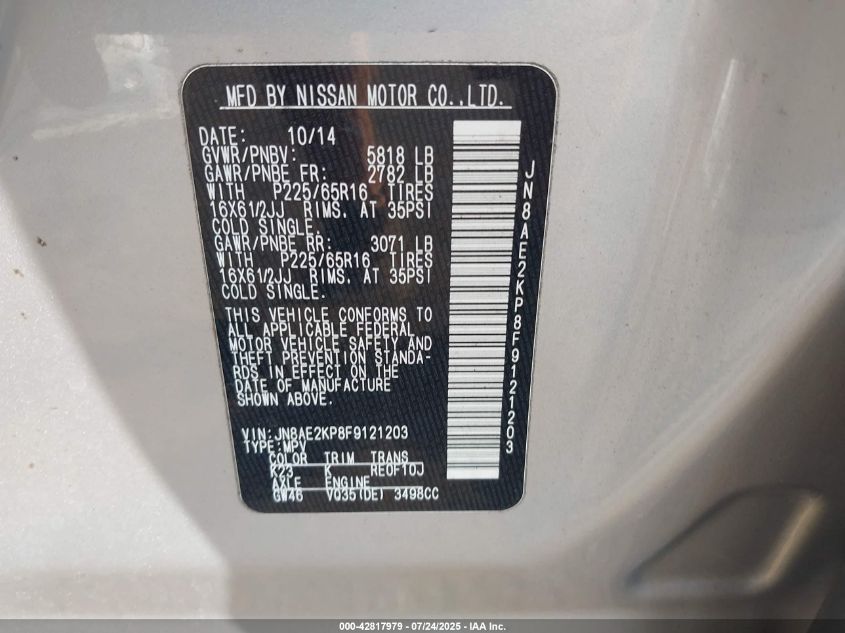 MFD BY NISSAN MOTOR CO.,LTD.
DATE: 10/14
GVWR/PNBV: 5818 LB
GAWR/PNBE FR: 2782 LB
WITH P225/65R16 TIRES
16X61/2JJ RIMS. AT 35PSI
COLD SINGLE.
GAWR/PNBE RR: 3071 LB
WITH P225/65R16 TIRES
16X61/2JJ RIMS. AT 35PSI
COLD SINGLE.
THIS VEHICLE CONFORMS TO
ALL APPLICABLE FEDERAL
MOTOR VEHICLE SAFETY AND
THEFT PREVENTION STANDA-
RDS IN EFFECT ON THE
DATE OF MANUFACTURE
SHOWN ABOVE.
VIN:JN8AE2KP8F9121203
TYPE:MPV
COLOR TRIM TRANS
K23 K RE0F10J
AXLE ENGINE
GW46 VQ35(DE) 3498CC
JN8AE2KP8F9121203
000-42817979 - 07/24/2025 - IAA Inc.